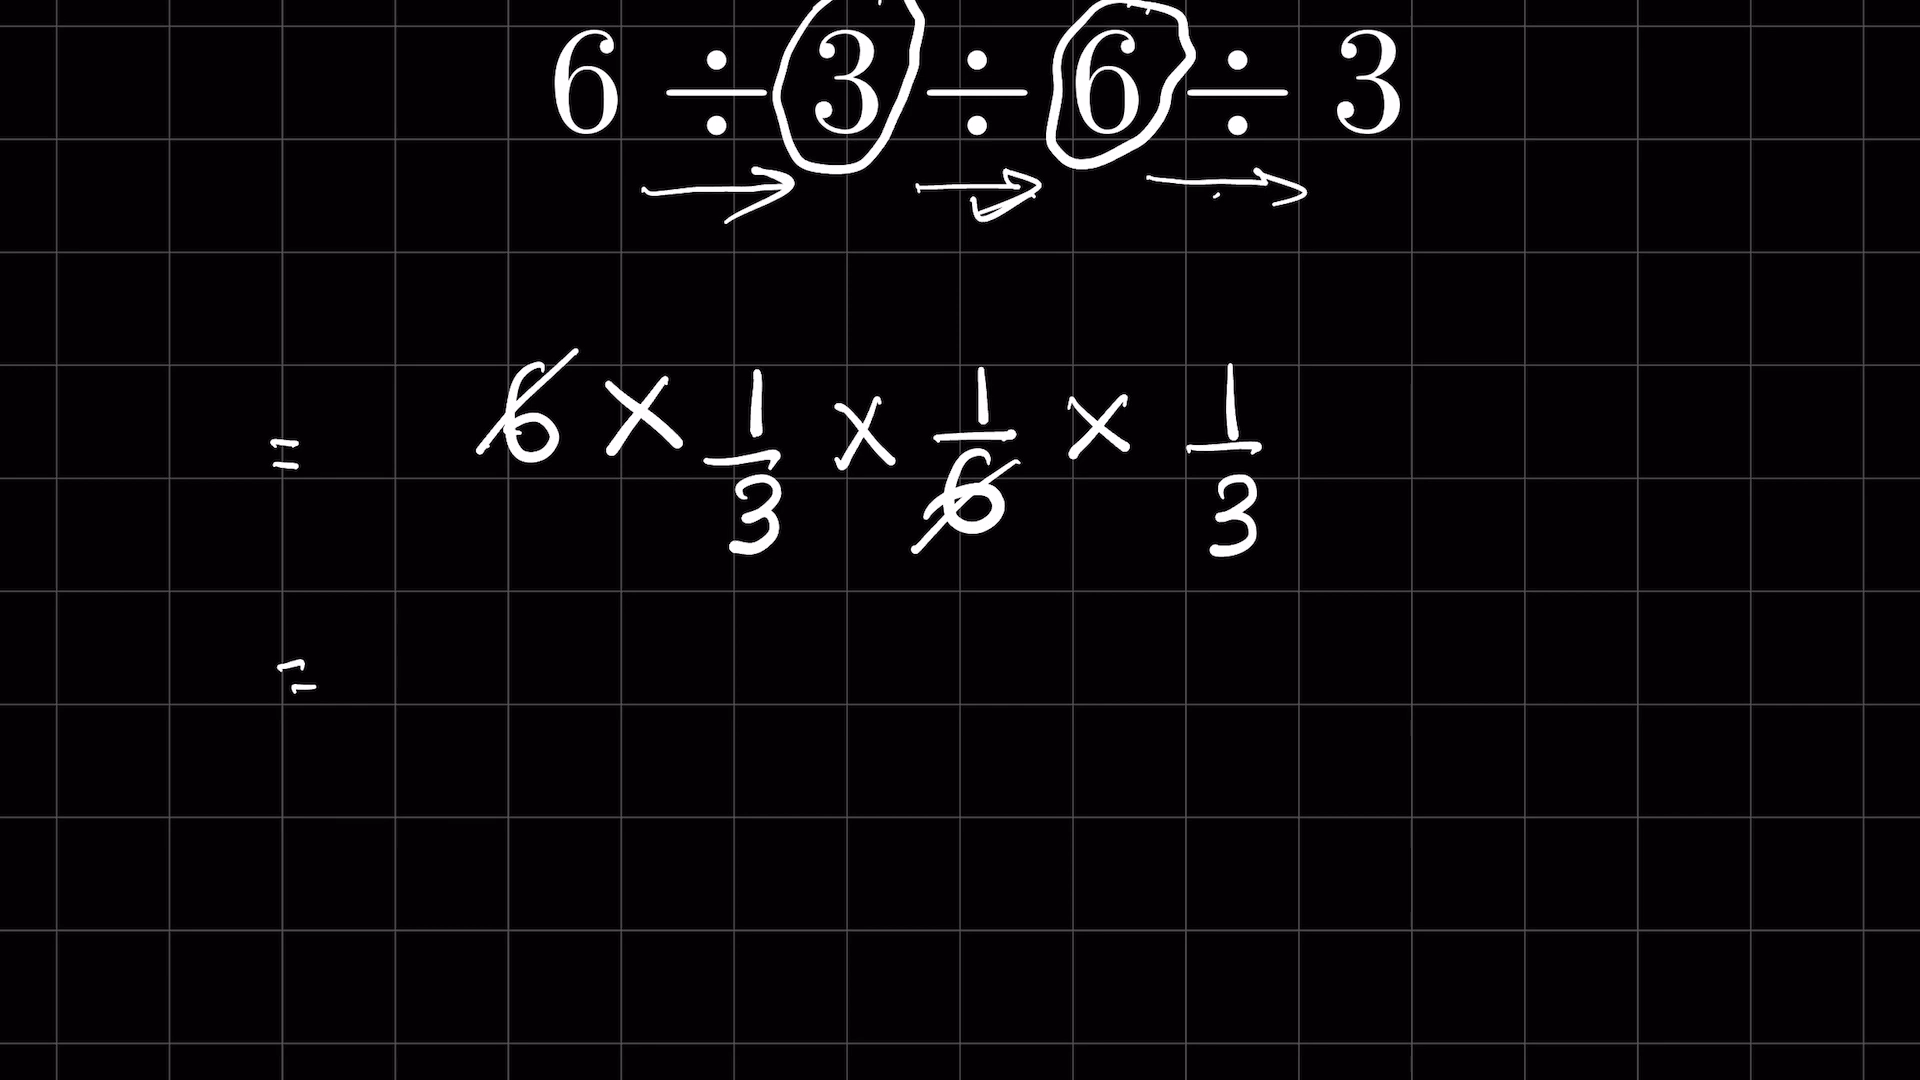 6 ÷ 3 ÷ 6 ÷ 3
= 6 × 1/3 × 1/6 × 1/3
=